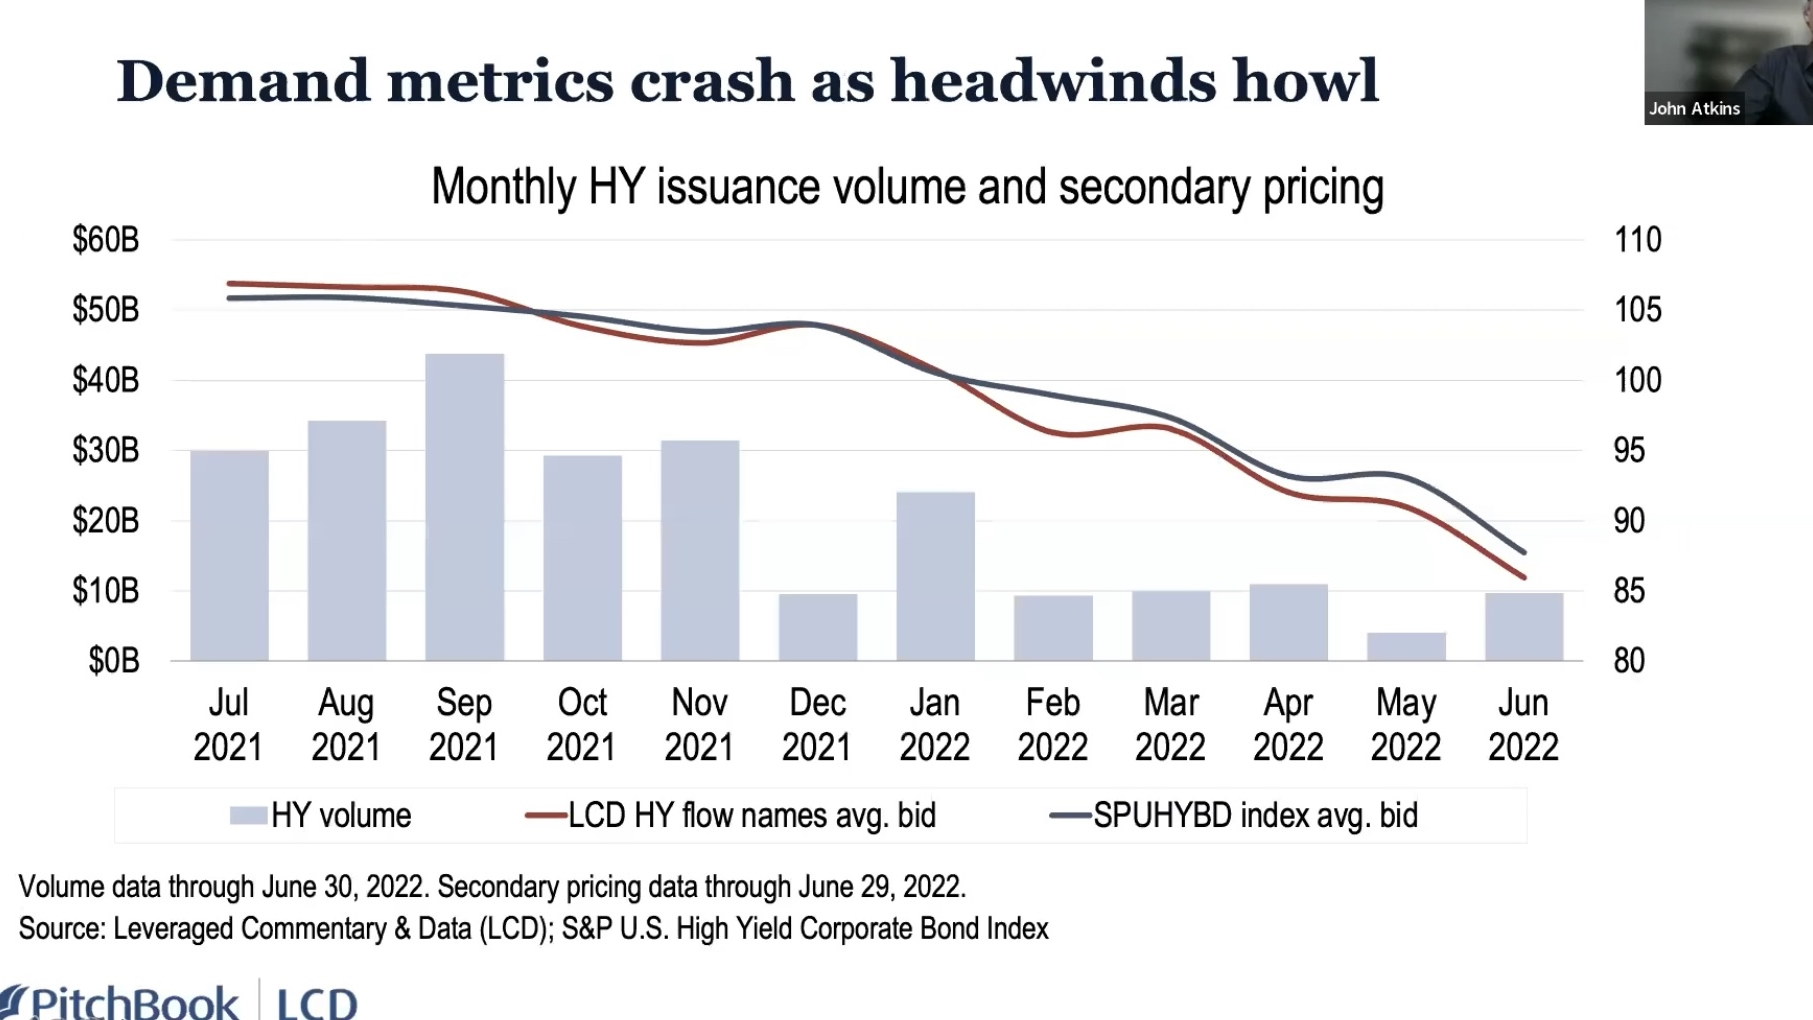 Demand metrics crash as headwinds howl
John Atkins
Monthly HY issuance volume and secondary pricing
$60B
$50B
$40B
$30B
$20B
$10B
$0B
110
105
100
95
90
85
80
Jul 2021
Aug 2021
Sep 2021
Oct 2021
Nov 2021
Dec 2021
Jan 2022
Feb 2022
Mar 2022
Apr 2022
May 2022
Jun 2022
HY volume
LCD HY flow names avg. bid
SPUHYBD index avg. bid
Volume data through June 30, 2022. Secondary pricing data through June 29, 2022.
Source: Leveraged Commentary & Data (LCD); S&P U.S. High Yield Corporate Bond Index
PitchBook | LCD